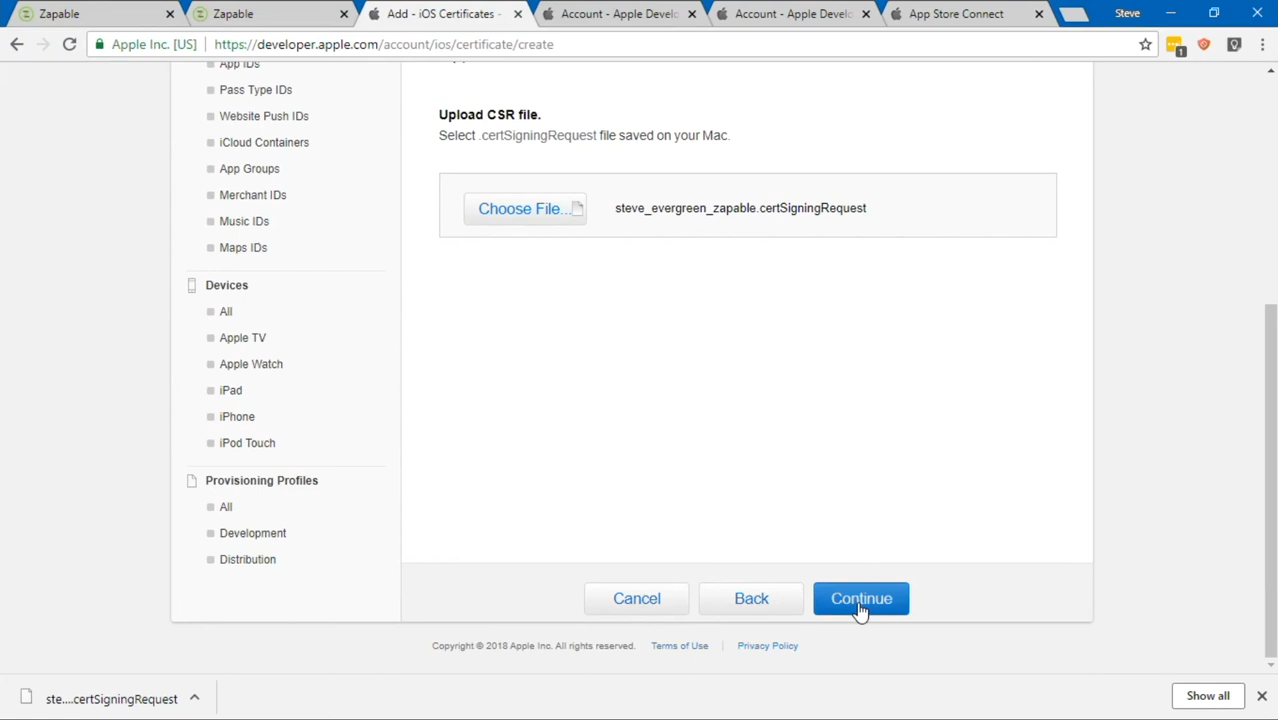 Zapable
Zapable
Add - iOS Certificates -
Account - Apple Develo
Account - Apple Develo
App Store Connect
Steve
Apple Inc. [US]
https://developer.apple.com/account/ios/certificate/create
1
App IDs
Pass Type IDs
Website Push IDs
iCloud Containers
App Groups
Merchant IDs
Music IDs
Maps IDs
Devices
All
Apple TV
Apple Watch
iPad
iPhone
iPod Touch
Provisioning Profiles
All
Development
Distribution
Upload CSR file.
Select .certSigningRequest file saved on your Mac.
Choose File...
steve_evergreen_zapable.certSigningRequest
Cancel
Back
Continue
Copyright © 2018 Apple Inc. All rights reserved.
Terms of Use
Privacy Policy
ste....certSigningRequest
Show all